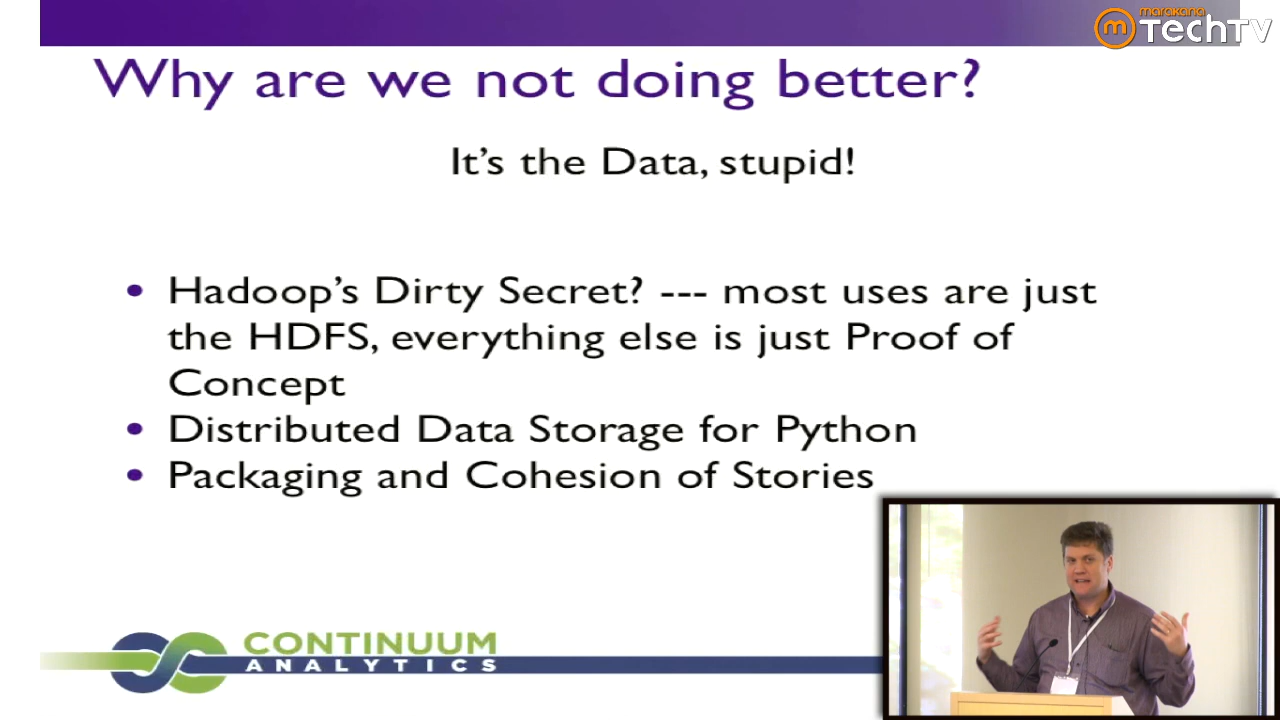 marakana
m TechTV
Why are we not doing better?
It's the Data, stupid!
• Hadoop's Dirty Secret? --- most uses are just
the HDFS, everything else is just Proof of
Concept
• Distributed Data Storage for Python
• Packaging and Cohesion of Stories
CONTINUUM
ANALYTICS